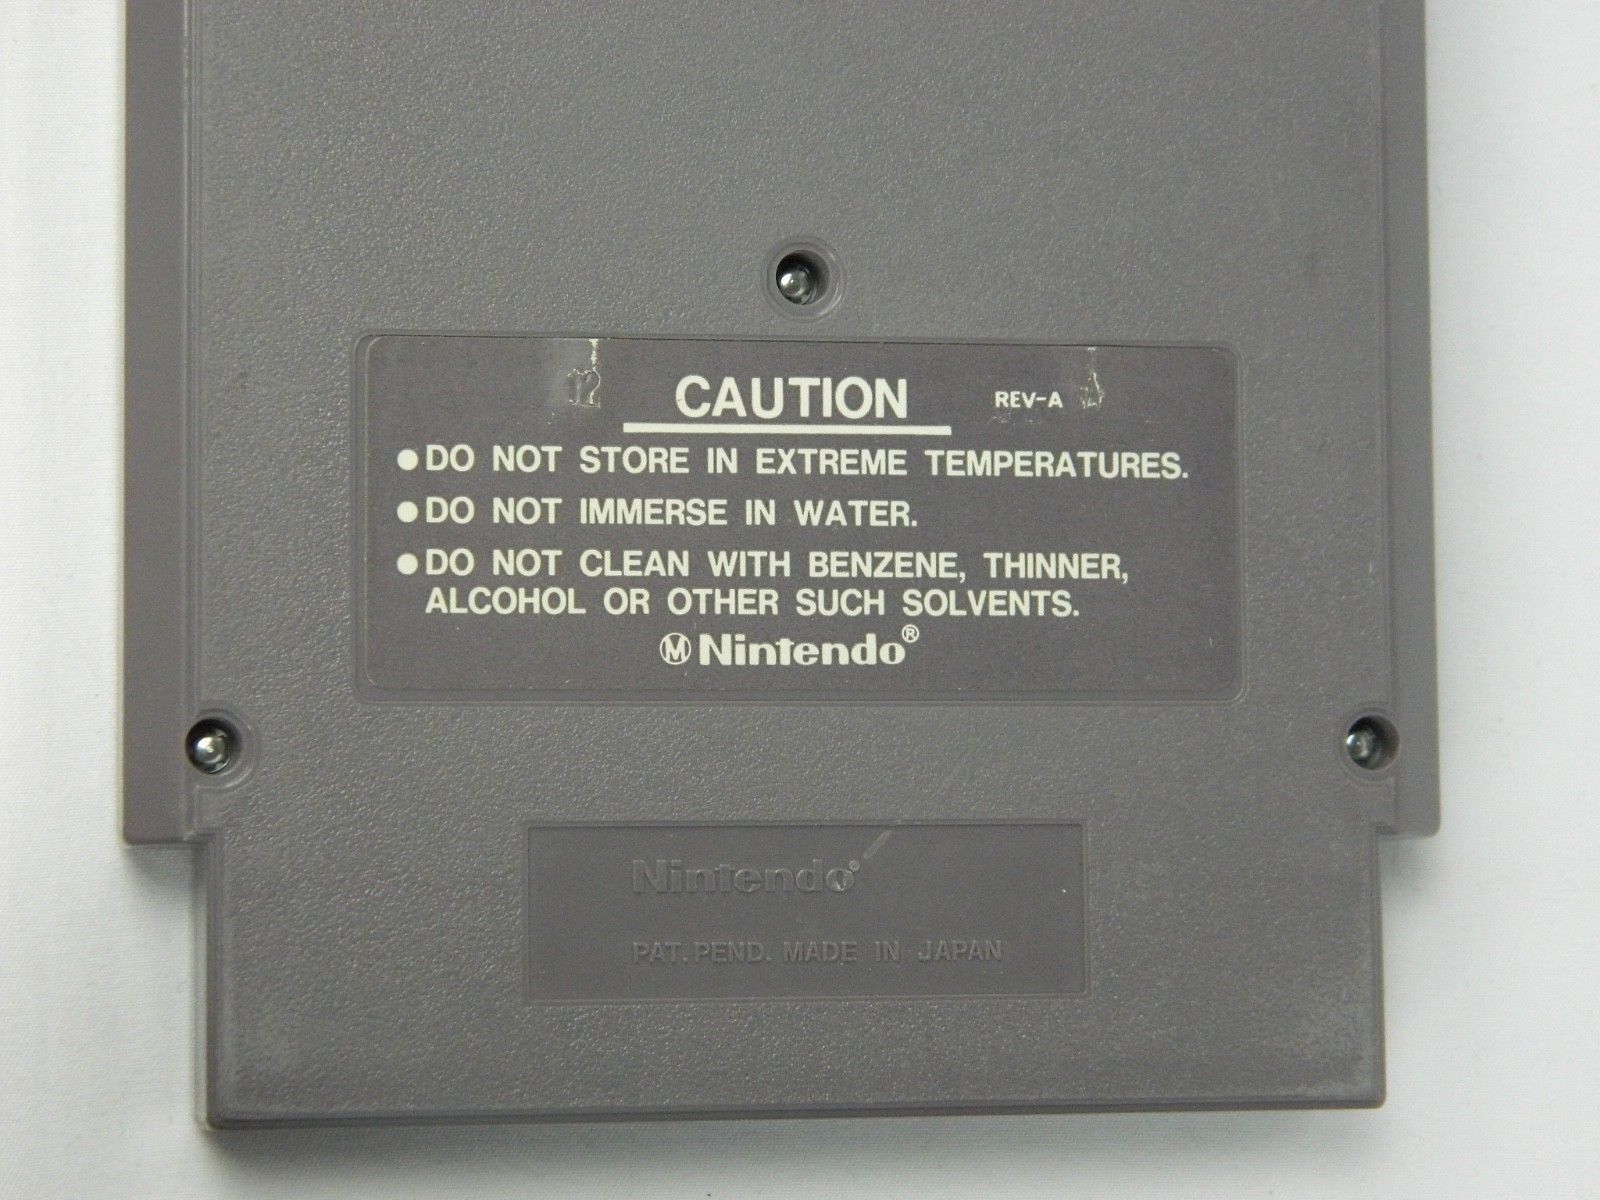 CAUTION REV-A
● DO NOT STORE IN EXTREME TEMPERATURES.
● DO NOT IMMERSE IN WATER.
● DO NOT CLEAN WITH BENZENE, THINNER,
ALCOHOL OR OTHER SUCH SOLVENTS.
Ⓜ Nintendo®
Nintendo®
PAT. PEND. MADE IN JAPAN